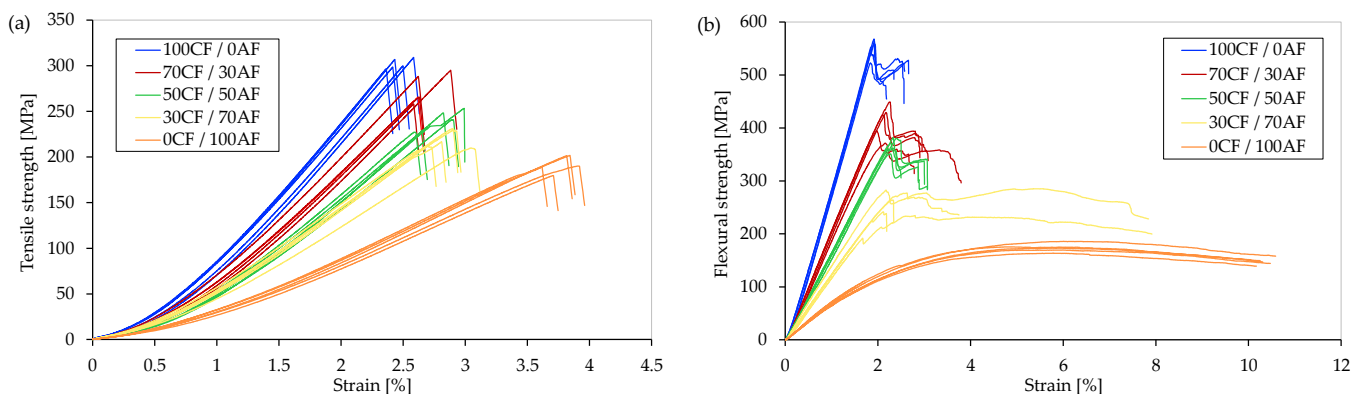 (a)
350
300
250
200
150
100
50
0
Tensile strength [MPa]
100CF / 0AF
70CF / 30AF
50CF / 50AF
30CF / 70AF
0CF / 100AF
0 0.5 1 1.5 2 2.5 3 3.5 4 4.5
Strain [%]
(b)
600
500
400
300
200
100
0
Flexural strength [MPa]
100CF / 0AF
70CF / 30AF
50CF / 50AF
30CF / 70AF
0CF / 100AF
0 2 4 6 8 10 12
Strain [%]